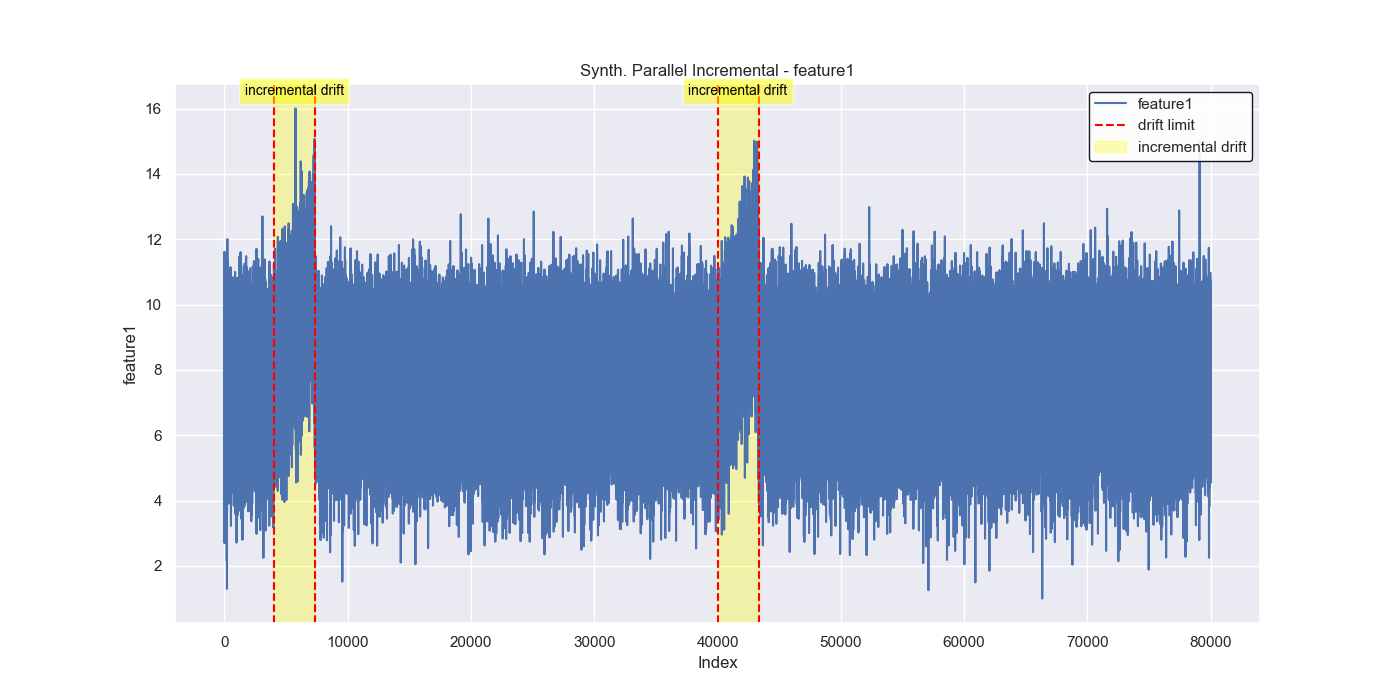 Synth. Parallel Incremental - feature1
incremental drift
incremental drift
feature1
drift limit
incremental drift
16
14
12
10
8
6
4
2
feature1
0
10000
20000
30000
40000
50000
60000
70000
80000
Index